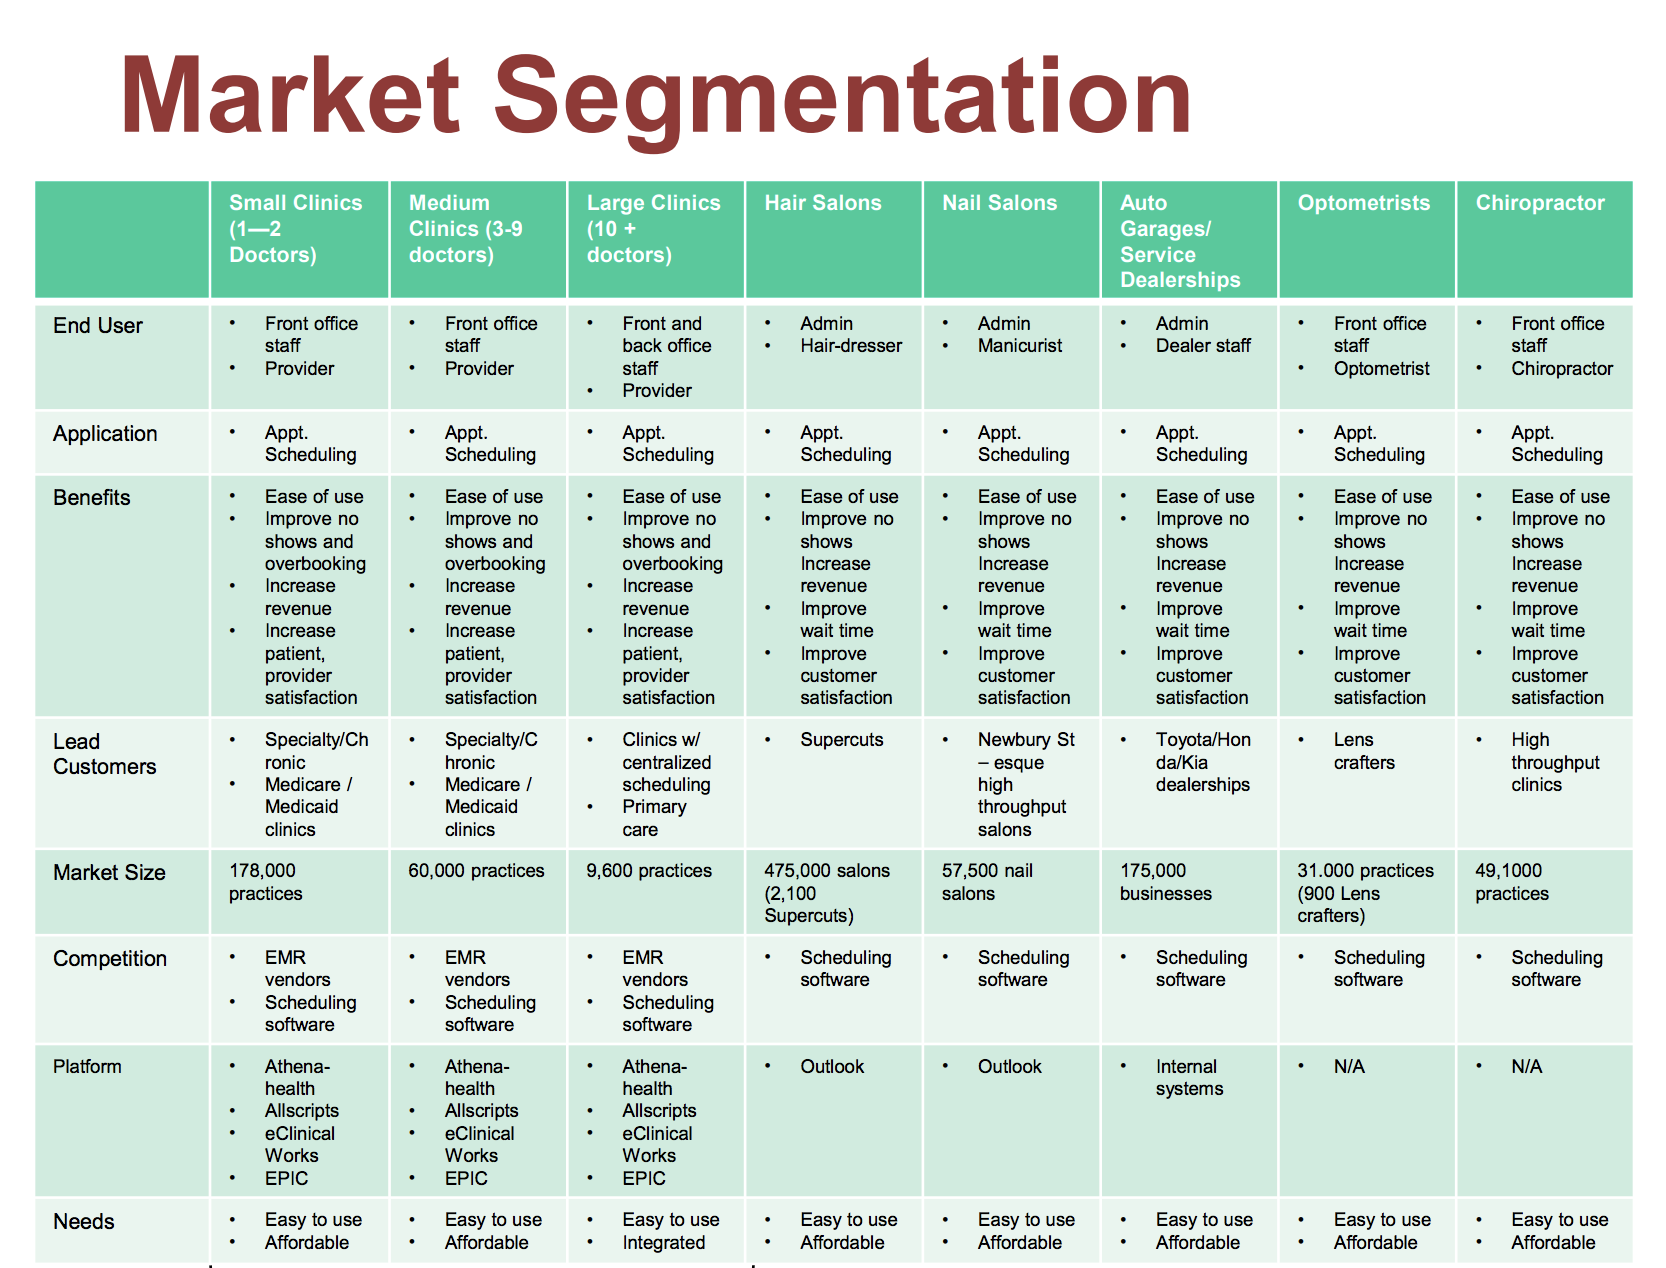 Market Segmentation
Small Clinics
(1—2
Doctors)
Medium
Clinics (3-9
doctors)
Large Clinics
(10 +
doctors)
Hair Salons
Nail Salons
Auto
Garages/
Service
Dealerships
Optometrists
Chiropractor
End User
• Front office
staff
• Provider
• Front office
staff
• Provider
• Front and
back office
staff
• Provider
• Admin
• Hair-dresser
• Admin
• Manicurist
• Admin
• Dealer staff
• Front office
staff
• Optometrist
• Front office
staff
• Chiropractor
Application
• Appt.
Scheduling
• Appt.
Scheduling
• Appt.
Scheduling
• Appt.
Scheduling
• Appt.
Scheduling
• Appt.
Scheduling
• Appt.
Scheduling
• Appt.
Scheduling
Benefits
• Ease of use
• Improve no
shows and
overbooking
• Increase
revenue
• Increase
patient,
provider
satisfaction
• Ease of use
• Improve no
shows and
overbooking
• Increase
revenue
• Increase
patient,
provider
satisfaction
• Ease of use
• Improve no
shows and
overbooking
• Increase
revenue
• Increase
patient,
provider
satisfaction
• Ease of use
• Improve no
shows
Increase
revenue
• Improve
wait time
• Improve
customer
satisfaction
• Ease of use
• Improve no
shows
Increase
revenue
• Improve
wait time
• Improve
customer
satisfaction
• Ease of use
• Improve no
shows
Increase
revenue
• Improve
wait time
• Improve
customer
satisfaction
• Ease of use
• Improve no
shows
Increase
revenue
• Improve
wait time
• Improve
customer
satisfaction
• Ease of use
• Improve no
shows
Increase
revenue
• Improve
wait time
• Improve
customer
satisfaction
Lead
Customers
• Specialty/Ch
ronic
• Medicare /
Medicaid
clinics
• Specialty/C
hronic
• Medicare /
Medicaid
clinics
• Clinics w/
centralized
scheduling
• Primary
care
• Supercuts
• Newbury St
– esque
high
throughput
salons
• Toyota/Hon
da/Kia
dealerships
• Lens
crafters
• High
throughput
clinics
Market Size
178,000
practices
60,000 practices
9,600 practices
475,000 salons
(2,100
Supercuts)
57,500 nail
salons
175,000
businesses
31.000 practices
(900 Lens
crafters)
49,1000
practices
Competition
• EMR
vendors
• Scheduling
software
• EMR
vendors
• Scheduling
software
• EMR
vendors
• Scheduling
software
• Scheduling
software
• Scheduling
software
• Scheduling
software
• Scheduling
software
• Scheduling
software
Platform
• Athena-
health
• Allscripts
• eClinical
Works
• EPIC
• Athena-
health
• Allscripts
• eClinical
Works
• EPIC
• Athena-
health
• Allscripts
• eClinical
Works
• EPIC
• Outlook
• Outlook
• Internal
systems
• N/A
• N/A
Needs
• Easy to use
• Affordable
• Easy to use
• Affordable
• Easy to use
• Integrated
• Easy to use
• Affordable
• Easy to use
• Affordable
• Easy to use
• Affordable
• Easy to use
• Affordable
• Easy to use
• Affordable